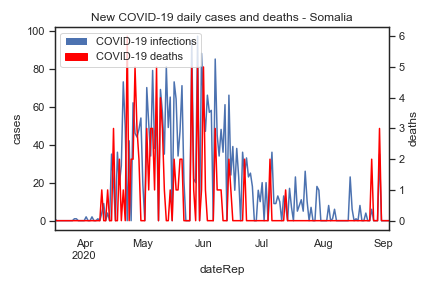 New COVID-19 daily cases and deaths - Somalia
COVID-19 infections
COVID-19 deaths
100
80
60
40
20
0
cases
6
5
4
3
2
1
0
deaths
Apr
2020
May
Jun
Jul
Aug
Sep
dateRep